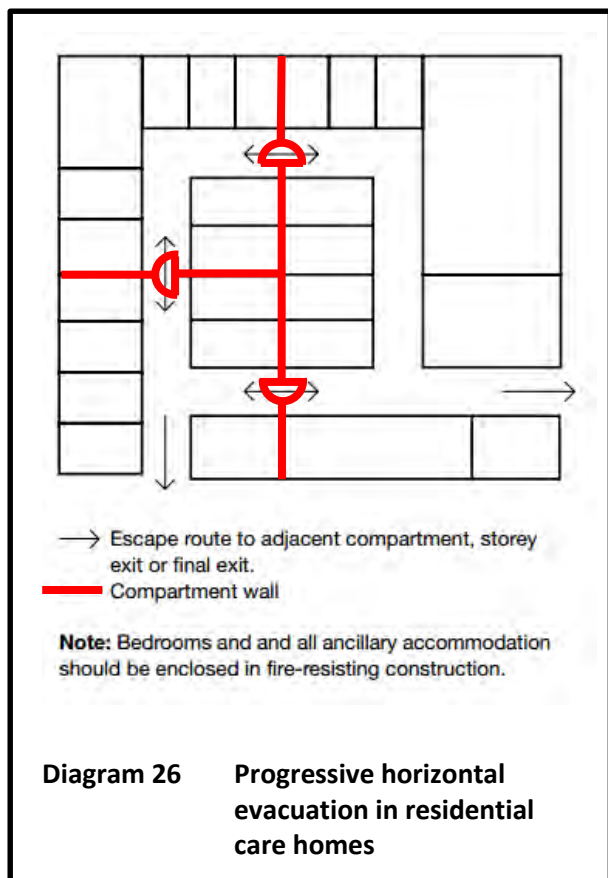 Escape route to adjacent compartment, storey
exit or final exit.
Compartment wall
Note: Bedrooms and and all ancillary accommodation
should be enclosed in fire-resisting construction.
Diagram 26 Progressive horizontal
evacuation in residential
care homes